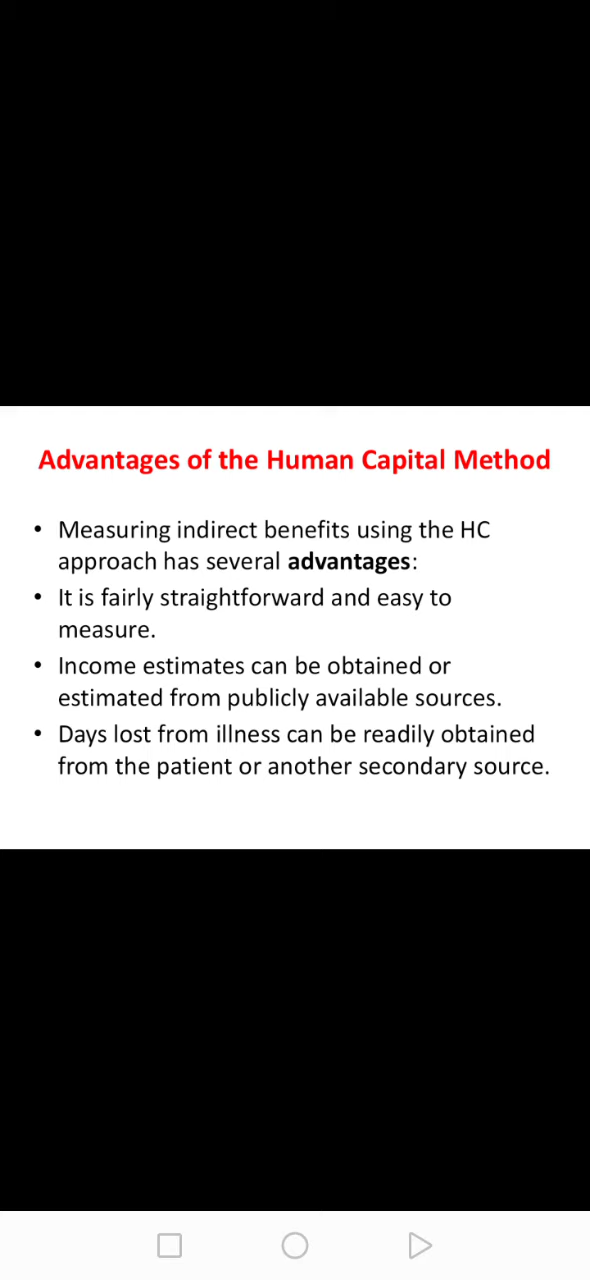 Advantages of the Human Capital Method
• Measuring indirect benefits using the HC
approach has several advantages:
• It is fairly straightforward and easy to
measure.
• Income estimates can be obtained or
estimated from publicly available sources.
• Days lost from illness can be readily obtained
from the patient or another secondary source.